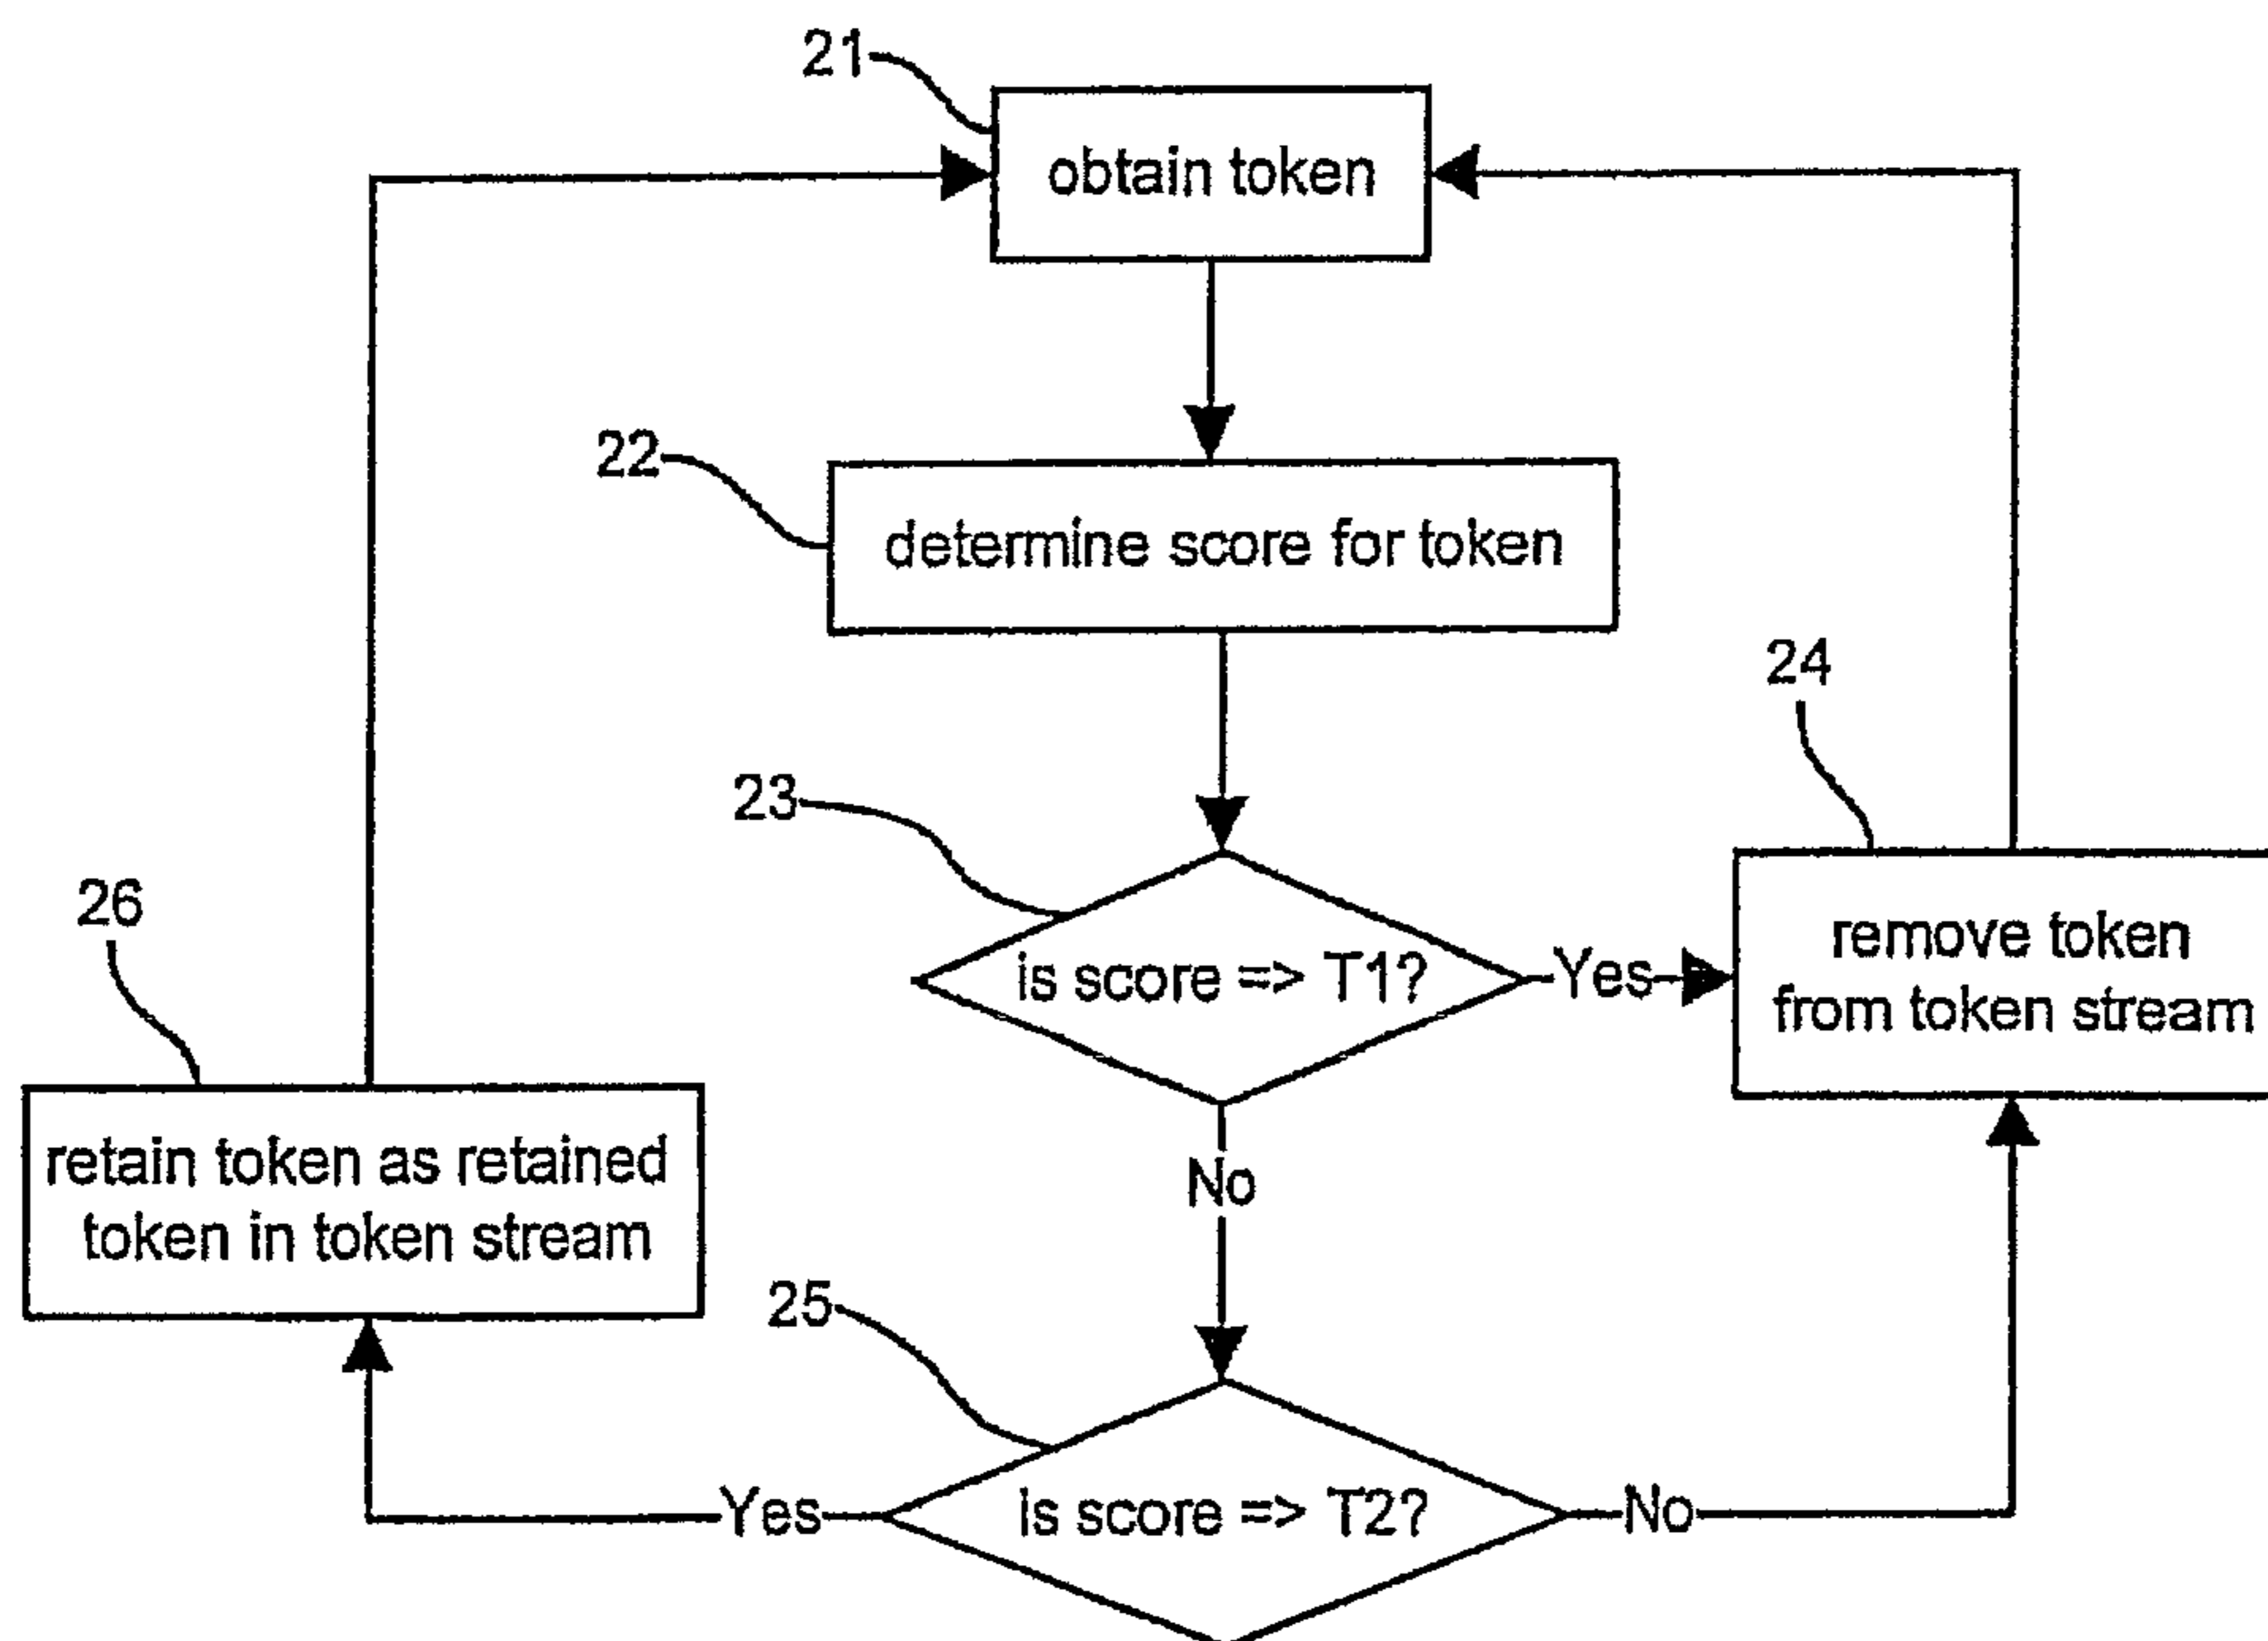 21
obtain token
22
determine score for token
24
23
26
remove token
from token stream
is score => T1?
Yes
retain token as retained
token in token stream
No
25
is score => T2?
Yes
No